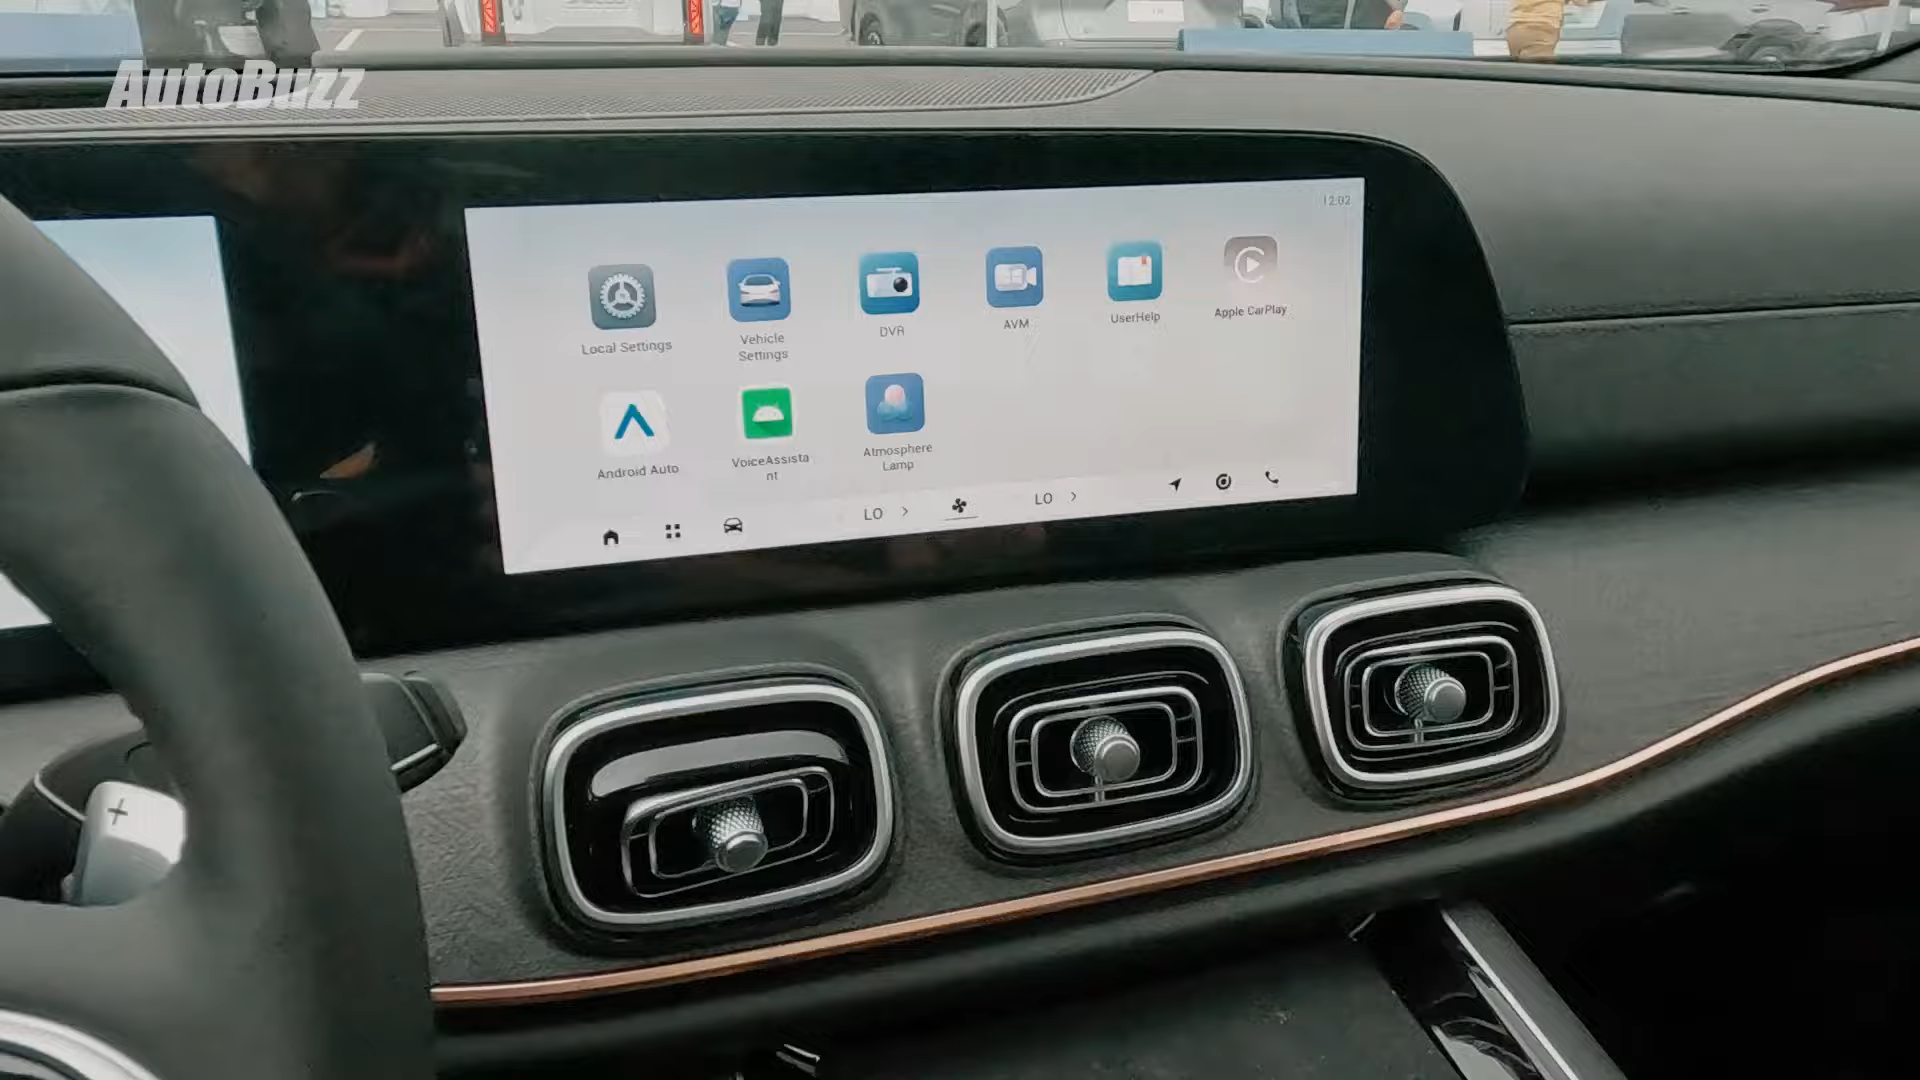 AutoBuzz
12:02
Local Settings
Vehicle
Settings
DVR
AVM
UserHelp
Apple CarPlay
Android Auto
VoiceAssista
nt
Atmosphere
Lamp
LO
LO
+